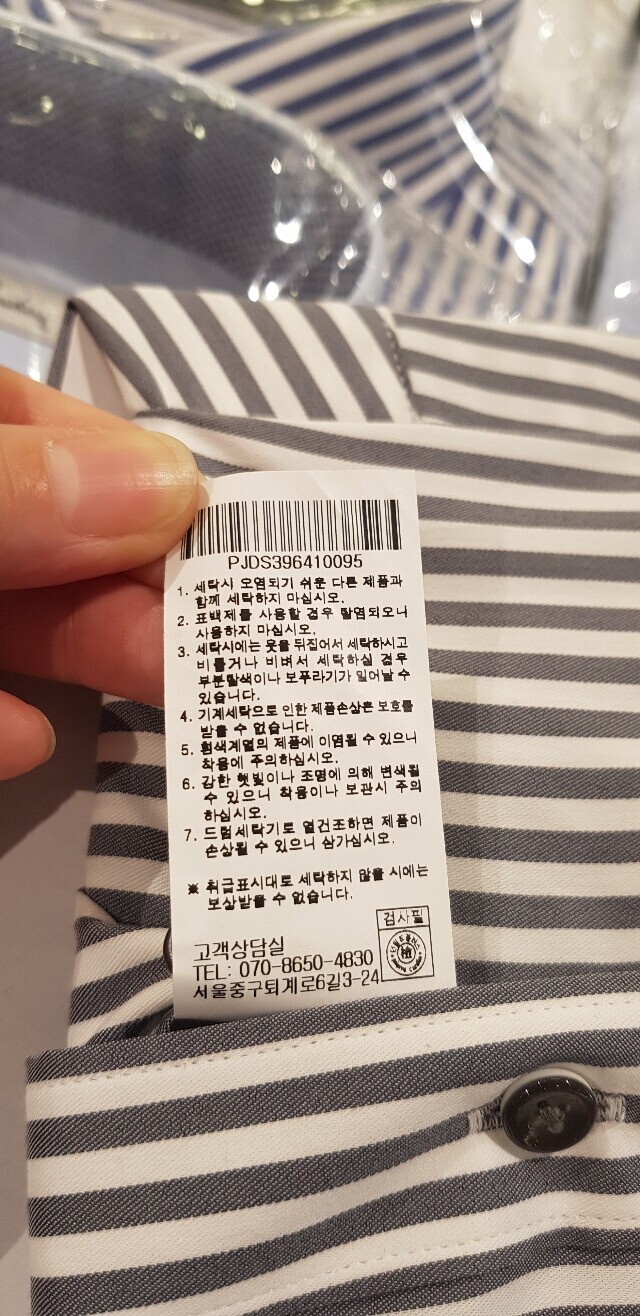 PJDS396410095
1. 세탁시 오염되기 쉬운 다른 제품과
함께 세탁하지 마십시오.
2. 표백제를 사용할 경우 탈염되오니
사용하지 마십시오.
3. 세탁시에는 옷을 뒤집어서 세탁하시고
비틀거나 비벼서 세탁하실 경우
부분탈색이나 보푸라기가 일어날 수
있습니다.
4. 기계세탁으로 인한 제품손상은 보호를
받을 수 없습니다.
5. 흰색계열의 제품에 이염될 수 있으니
착용에 주의하십시오.
6. 강한 햇빛이나 조명에 의해 변색될
수 있으니 착용이나 보관시 주의
하십시오.
7. 드럼세탁기로 열건조하면 제품이
손상될 수 있으니 삼가십시오.
※ 취급표시대로 세탁하지 않을 시에는
보상받을 수 없습니다.
검사필
고객상담실
TEL: 070-8650-4830
서울중구퇴계로6길3-24